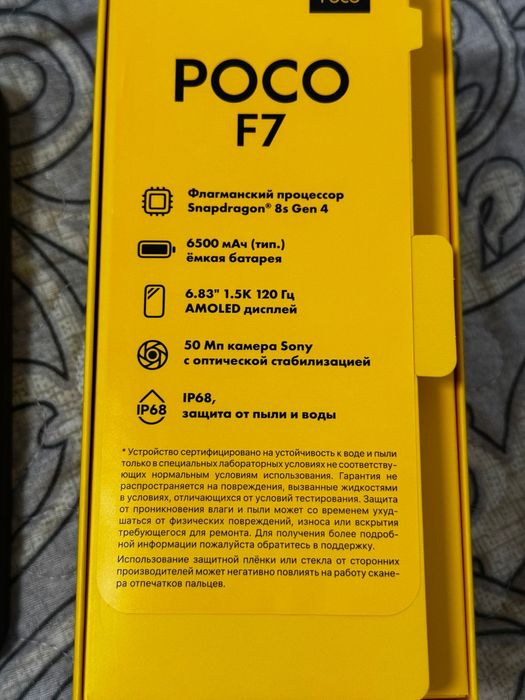 POCO
POCO
F7
Флагманский процессор
Snapdragon® 8s Gen 4
6500 мАч (тип.)
ёмкая батарея
6.83" 1.5K 120 Гц
AMOLED дисплей
50 Мп камера Sony
с оптической стабилизацией
IP68
IP68,
защита от пыли и воды
* Устройство сертифицировано на устойчивость к воде и пыли
только в специальных лабораторных условиях не соответству-
ющих нормальным условиям использования. Гарантия не
распространяется на повреждения, вызванные жидкостями
в условиях, отличающихся от условий тестирования. Защита
от проникновения влаги и пыли может со временем ухуд-
шаться от физических повреждений, износа или вскрытия
требующегося для ремонта. Для получения более подроб-
ной информации пожалуйста обратитесь в поддержку.
Использование защитной плёнки или стекла от сторонних
производителей может негативно повлиять на работу скане-
ра отпечатков пальцев.